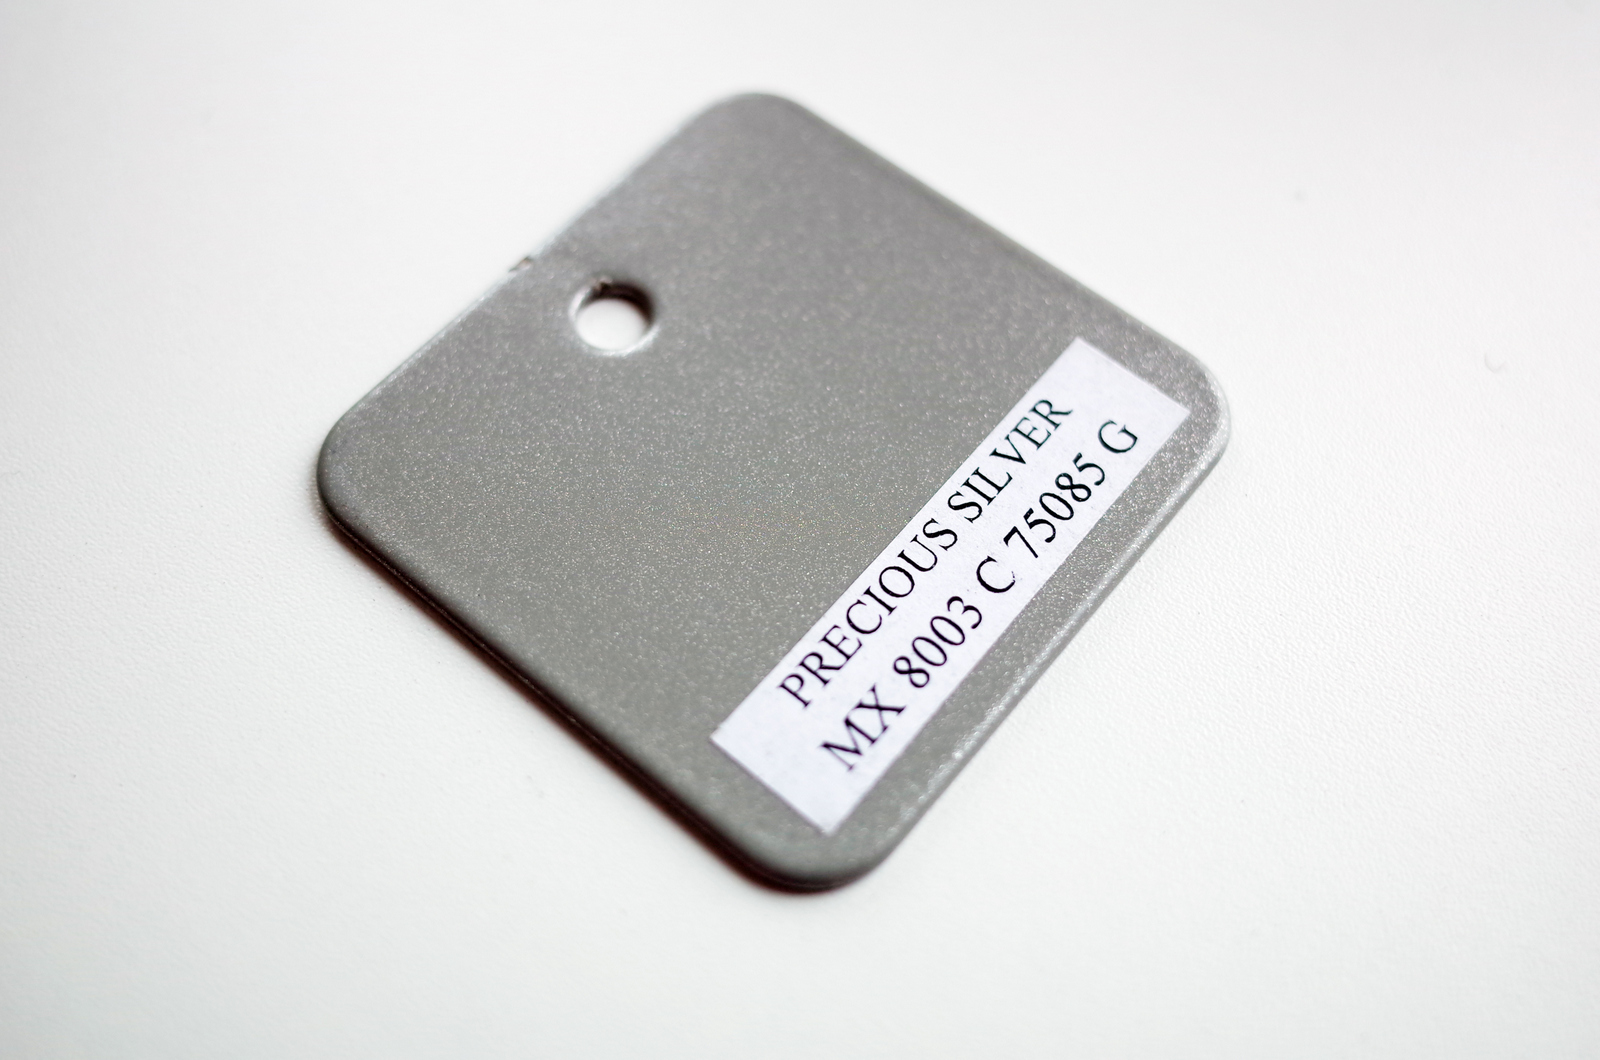 PRECIOUS SILVER
MX 8003 C 75085 G